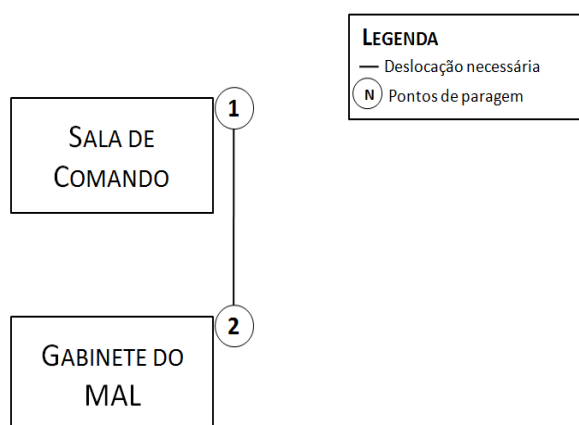 LEGENDA
Deslocação necessária
N Pontos de paragem
1
SALA DE
COMANDO
2
GABINETE DO
MAL